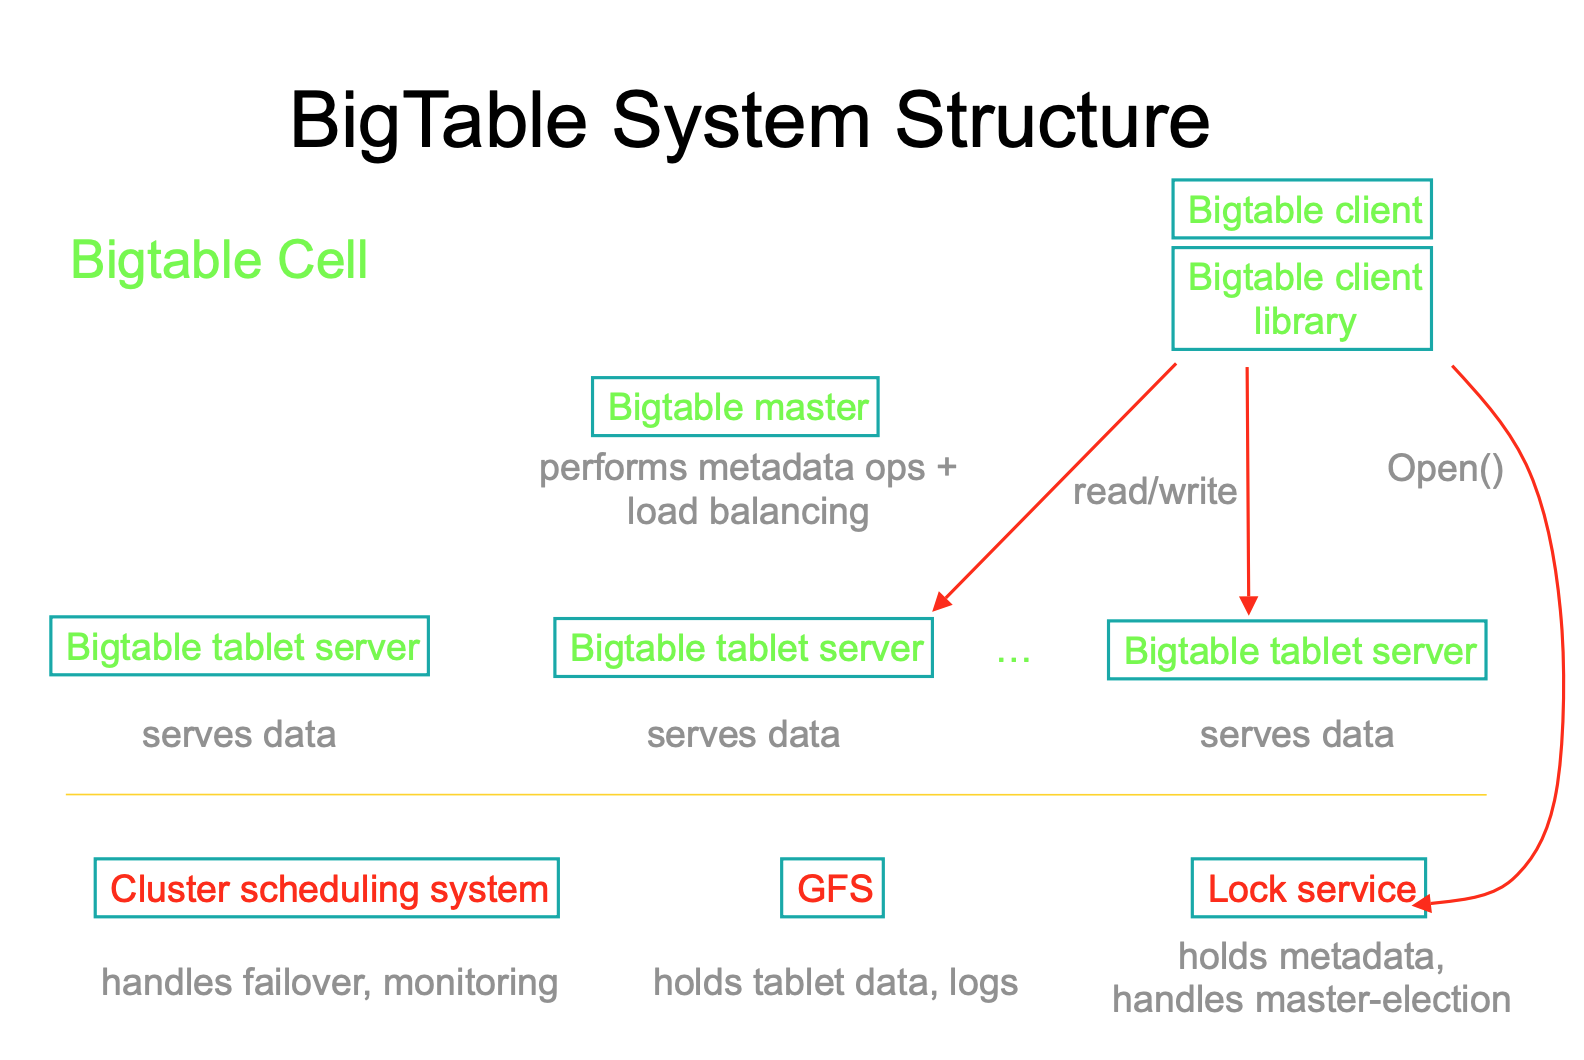 BigTable System Structure
Bigtable Cell
Bigtable client
Bigtable client
library
Bigtable master
performs metadata ops +
load balancing
read/write
Open()
Bigtable tablet server
Bigtable tablet server
...
Bigtable tablet server
serves data
serves data
serves data
Cluster scheduling system
GFS
Lock service
handles failover, monitoring
holds tablet data, logs
holds metadata,
handles master-election